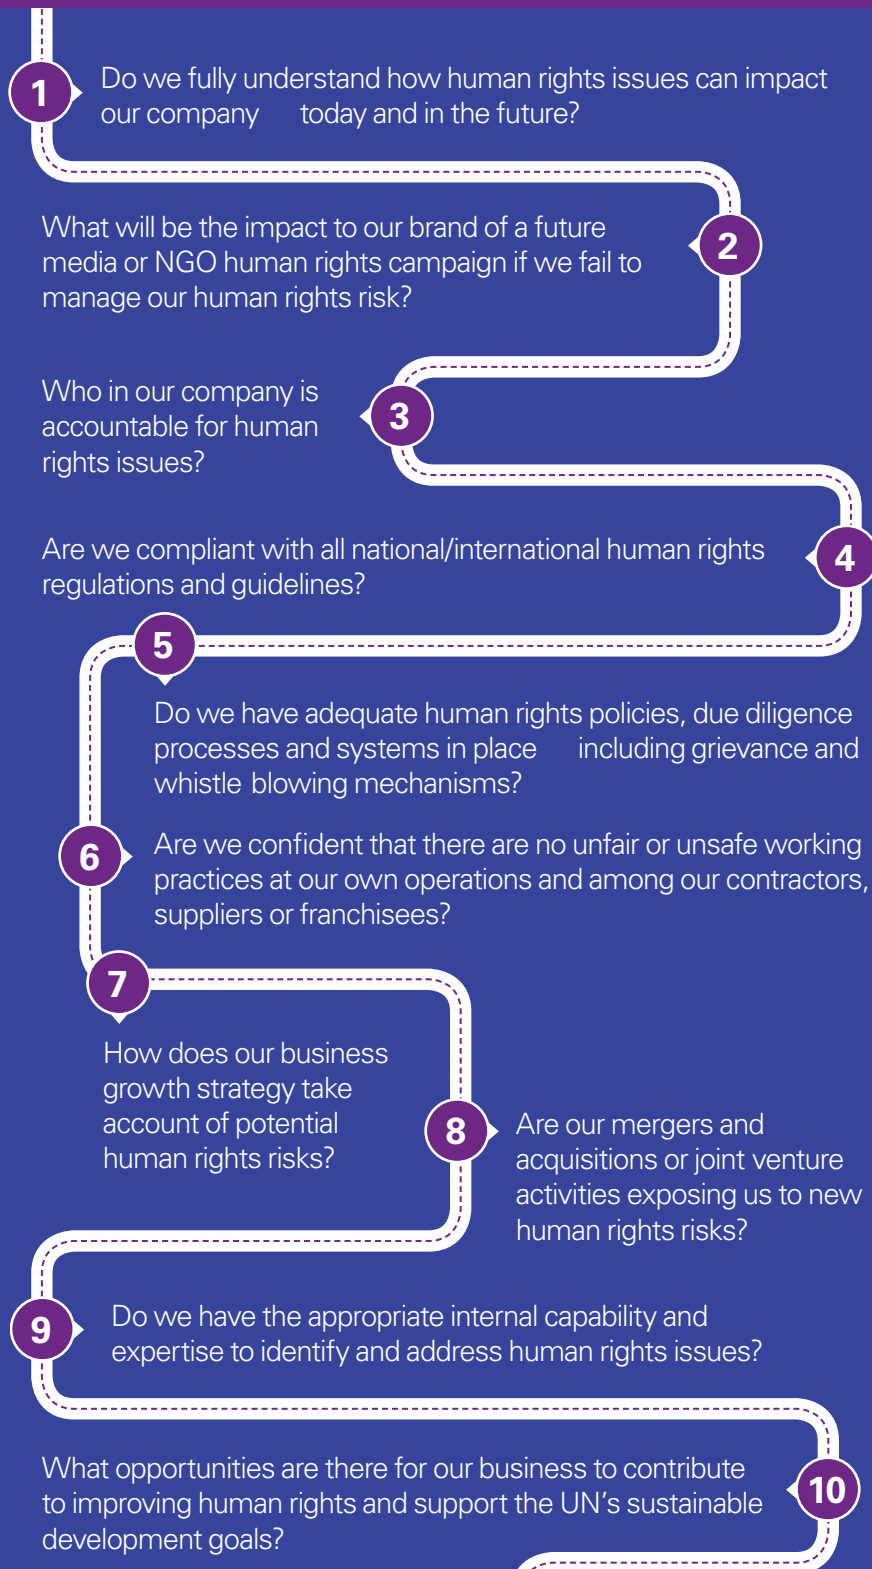 1
Do we fully understand how human rights issues can impact
our company today and in the future?
2
What will be the impact to our brand of a future
media or NGO human rights campaign if we fail to
manage our human rights risk?
3
Who in our company is
accountable for human
rights issues?
4
Are we compliant with all national/international human rights
regulations and guidelines?
5
Do we have adequate human rights policies, due diligence
processes and systems in place including grievance and
whistle blowing mechanisms?
6
Are we confident that there are no unfair or unsafe working
practices at our own operations and among our contractors,
suppliers or franchisees?
7
How does our business
growth strategy take
account of potential
human rights risks?
8
Are our mergers and
acquisitions or joint venture
activities exposing us to new
human rights risks?
9
Do we have the appropriate internal capability and
expertise to identify and address human rights issues?
10
What opportunities are there for our business to contribute
to improving human rights and support the UN’s sustainable
development goals?